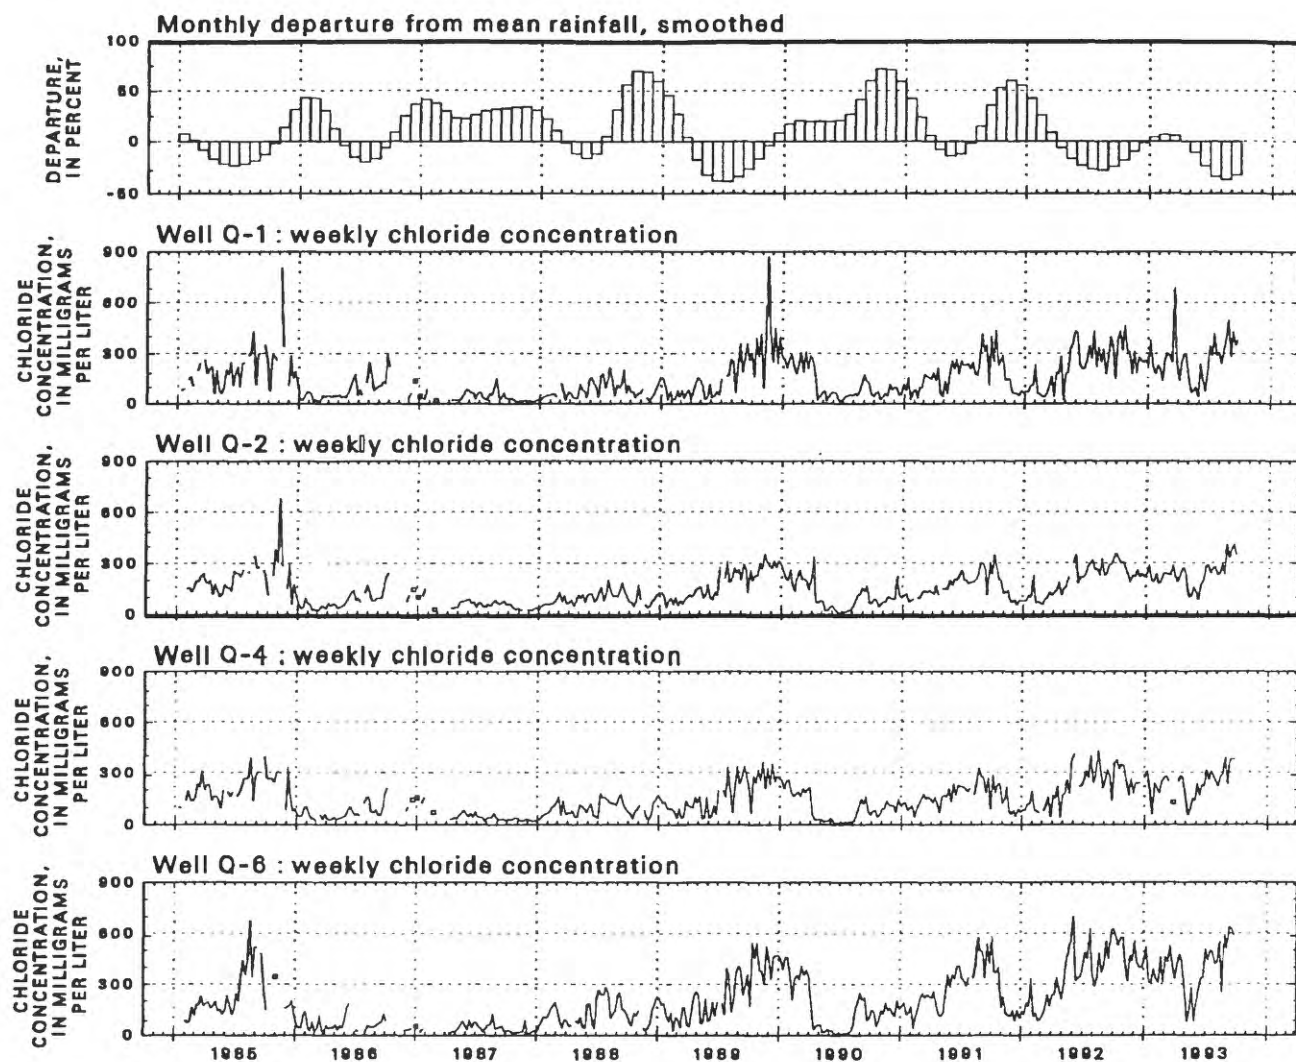 Monthly departure from mean rainfall, smoothed
DEPARTURE,
IN PERCENT
100
50
0
-50
Well Q-1 : weekly chloride concentration
CHLORIDE
CONCENTRATION,
IN MILLIGRAMS
PER LITER
900
600
300
0
Well Q-2 : weekly chloride concentration
CHLORIDE
CONCENTRATION,
IN MILLIGRAMS
PER LITER
900
600
300
0
Well Q-4 : weekly chloride concentration
CHLORIDE
CONCENTRATION,
IN MILLIGRAMS
PER LITER
900
600
300
0
Well Q-6 : weekly chloride concentration
CHLORIDE
CONCENTRATION,
IN MILLIGRAMS
PER LITER
900
600
300
0
1985 1986 1987 1988 1989 1990 1991 1992 1993